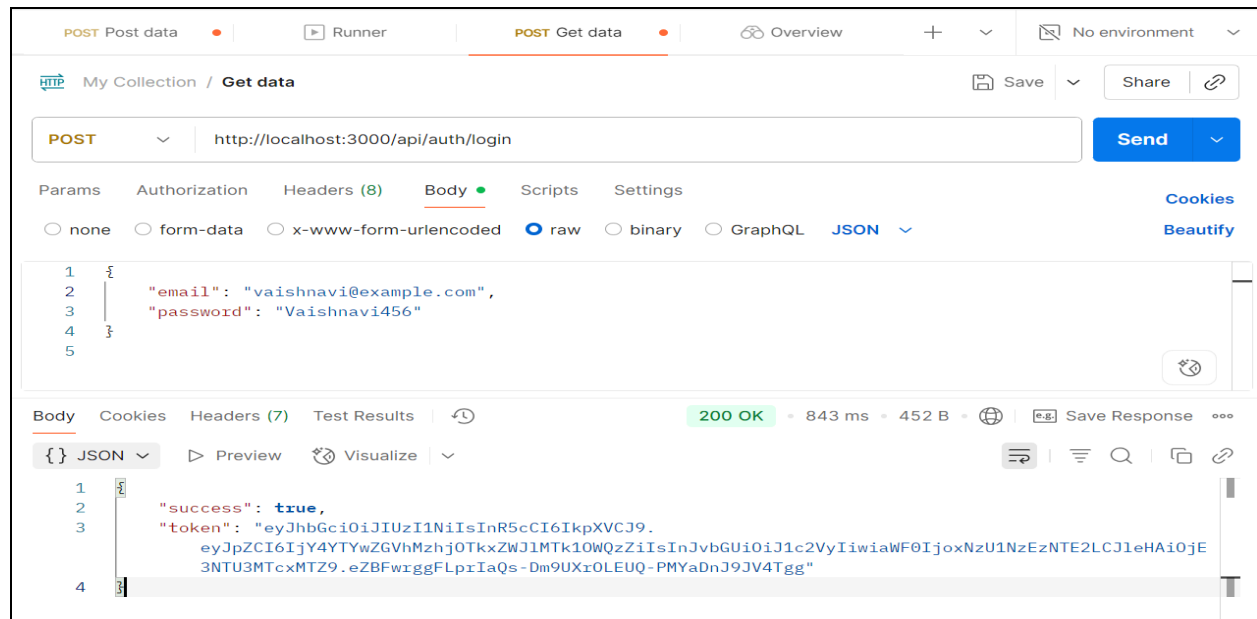 POST Post data Runner POST Get data Overview No environment
HTTP My Collection / Get data Save Share
POST http://localhost:3000/api/auth/login Send
Params Authorization Headers (8) Body Scripts Settings Cookies
none form-data x-www-form-urlencoded raw binary GraphQL JSON Beautify
1 {
2 "email": "vaishnavi@example.com",
3 "password": "Vaishnavi456"
4 }
5
Body Cookies Headers (7) Test Results 200 OK 843 ms 452 B e.g. Save Response
{} JSON Preview Visualize
1 {
2 "success": true,
3 "token": "eyJhbGciOiJIUzI1NiIsInR5cCI6IkpXVCJ9.
eyJpZCI6IjY4YTYwZGVhMzhjOTkxZWJlMTk1OWQzZiIsInJvbGUiOiJ1c2VyIiwiaWF0IjoxNzU1NzEzNTE2LCJleHAiOjE
3NTU3MTcxMTZ9.eZBFwrggFLprIaQs-Dm9UXrOLEUQ-PMYaDnJ9JV4Tgg"
4 }